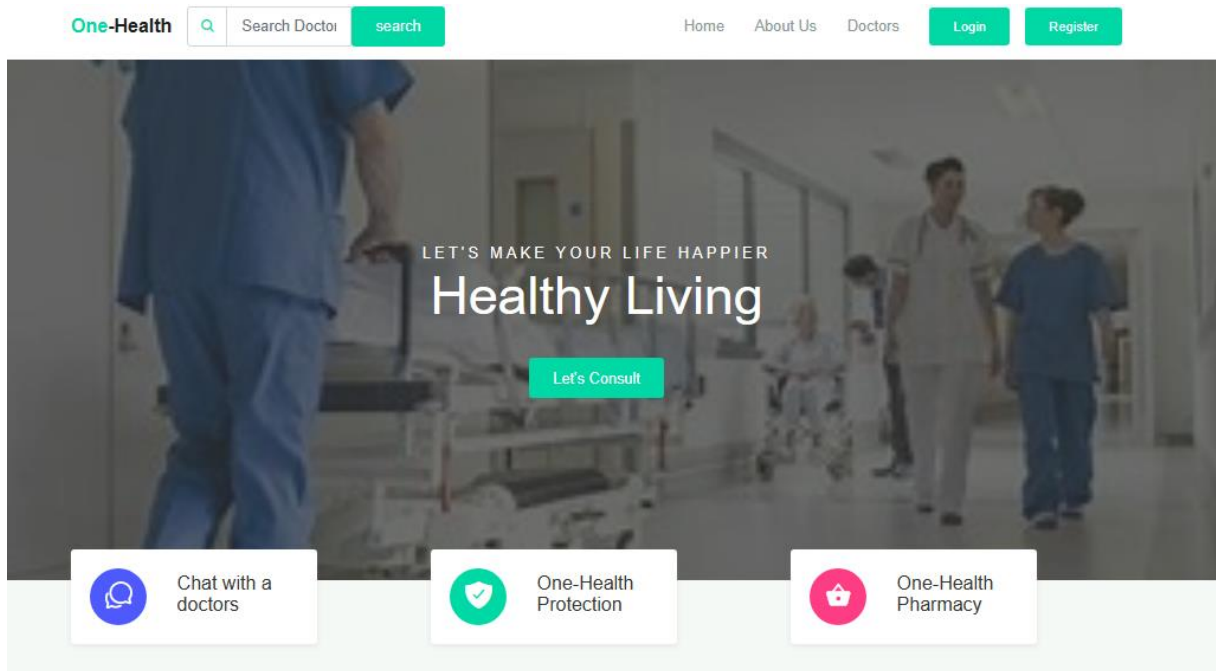 One-Health Search Doctor search Home About Us Doctors Login Register
LET'S MAKE YOUR LIFE HAPPIER
Healthy Living
Let's Consult
Chat with a
doctors
One-Health
Protection
One-Health
Pharmacy